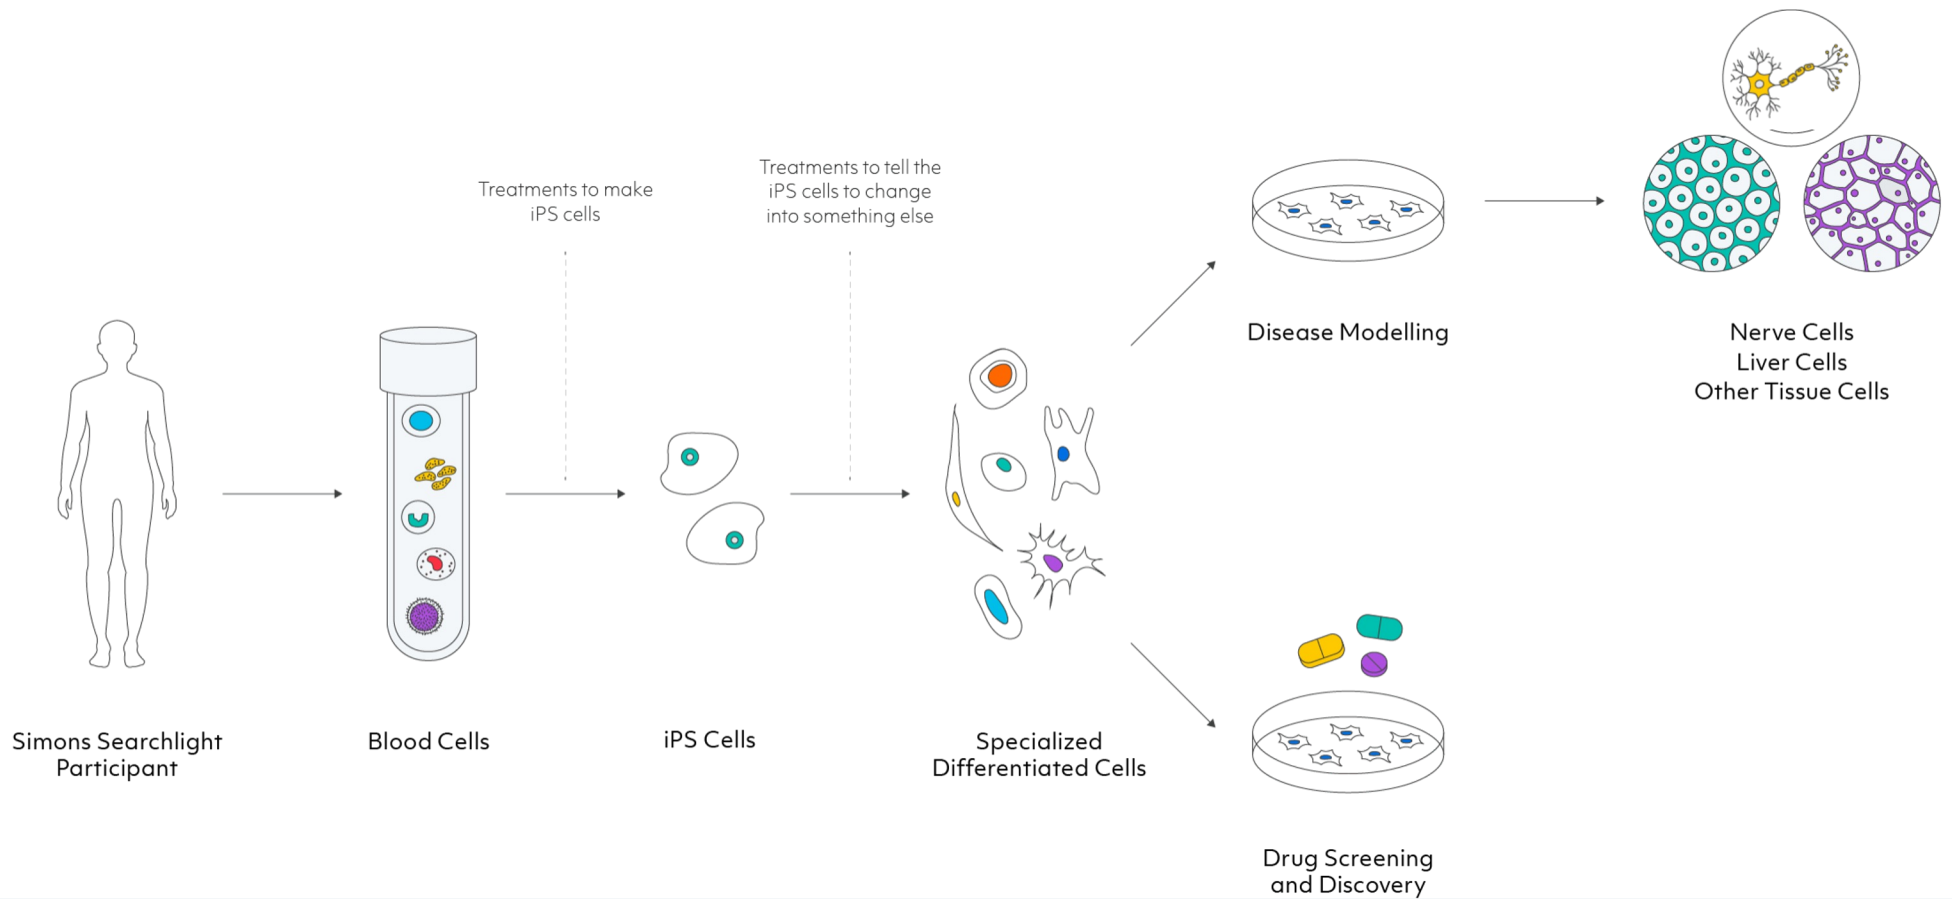 Treatments to make
iPS cells
Treatments to tell the
iPS cells to change
into something else
Simons Searchlight
Participant
Blood Cells
iPS Cells
Specialized
Differentiated Cells
Disease Modelling
Nerve Cells
Liver Cells
Other Tissue Cells
Drug Screening
and Discovery